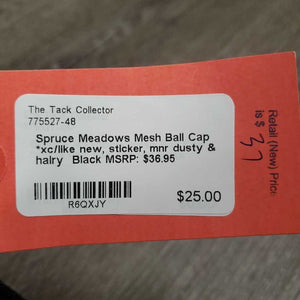 The Tack Collector
775527-48
Spruce Meadows Mesh Ball Cap
*xc/like new, sticker, mnr dusty &
hairy Black MSRP: $36.95
R6QXJY
$25.00
Retail (New) Price
is $ 37